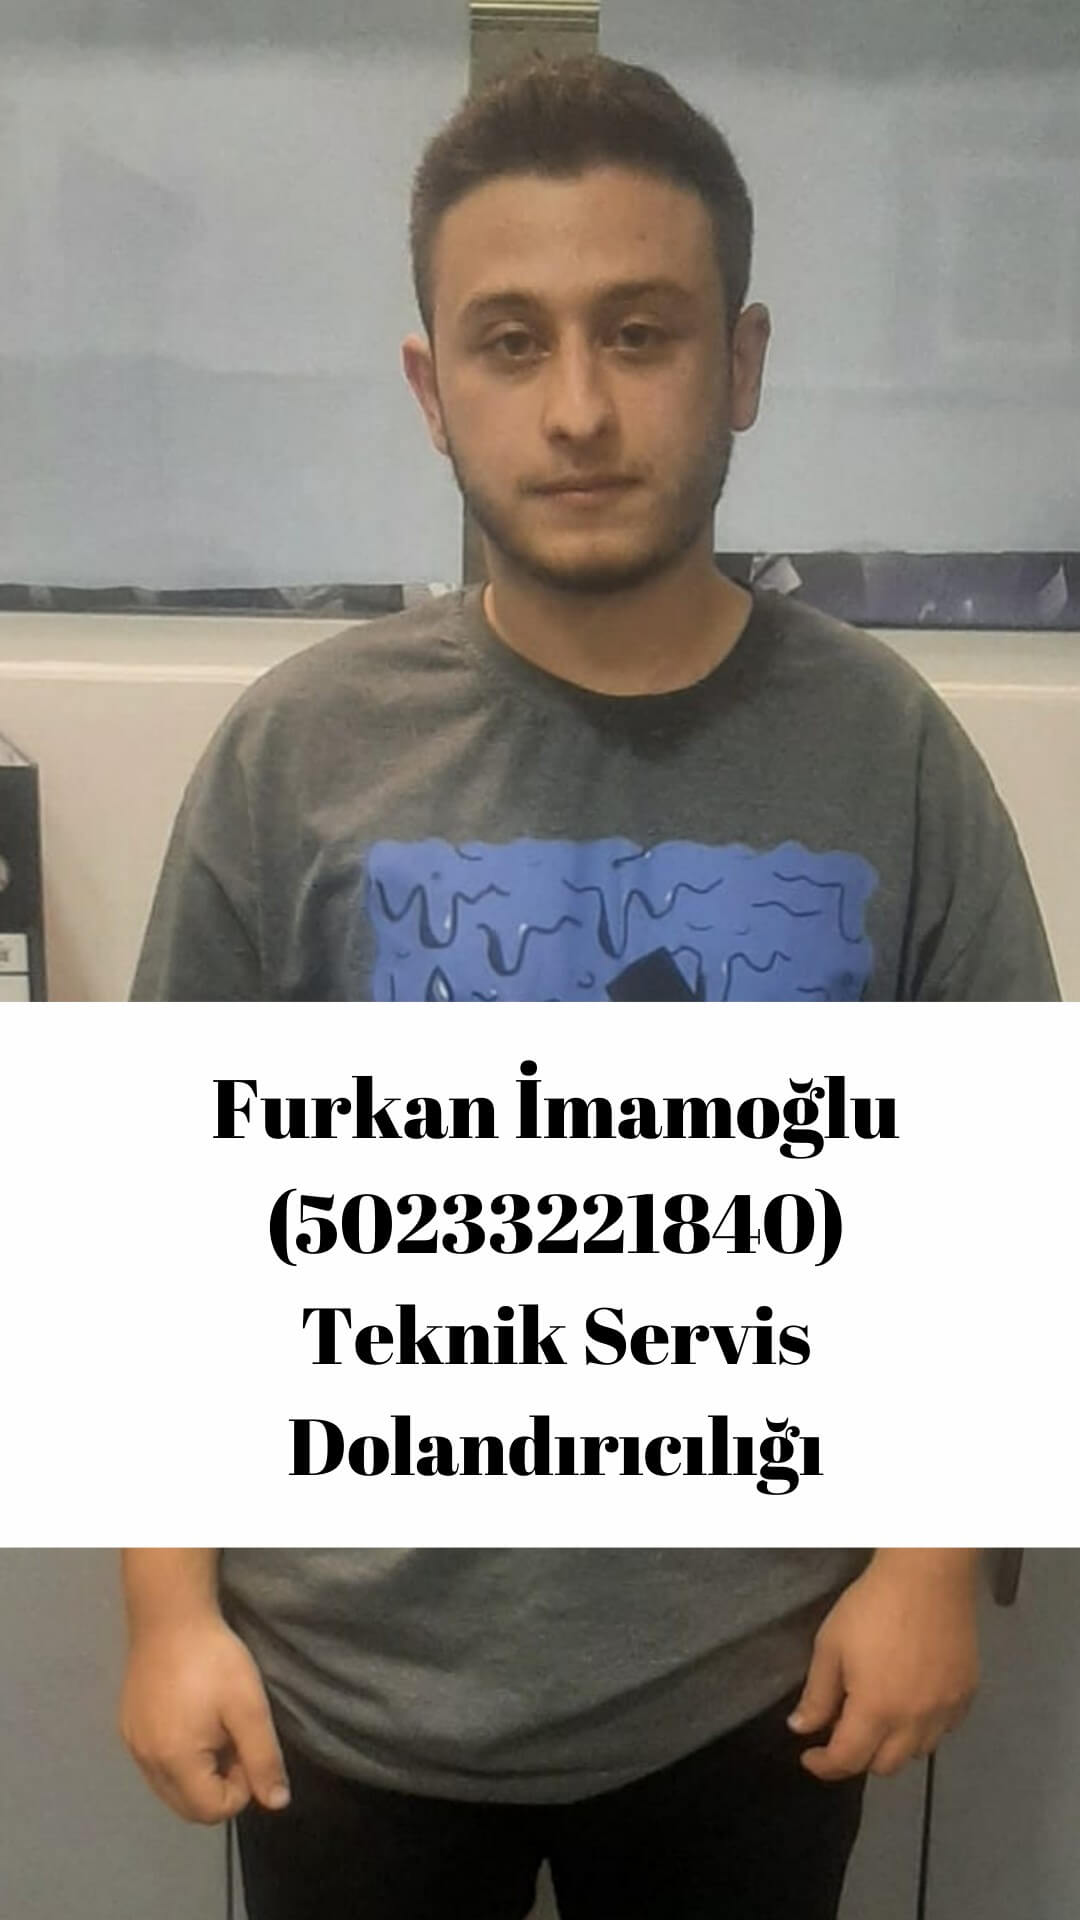 Furkan İmamoğlu
(50233221840)
Teknik Servis
Dolandırıcılığı